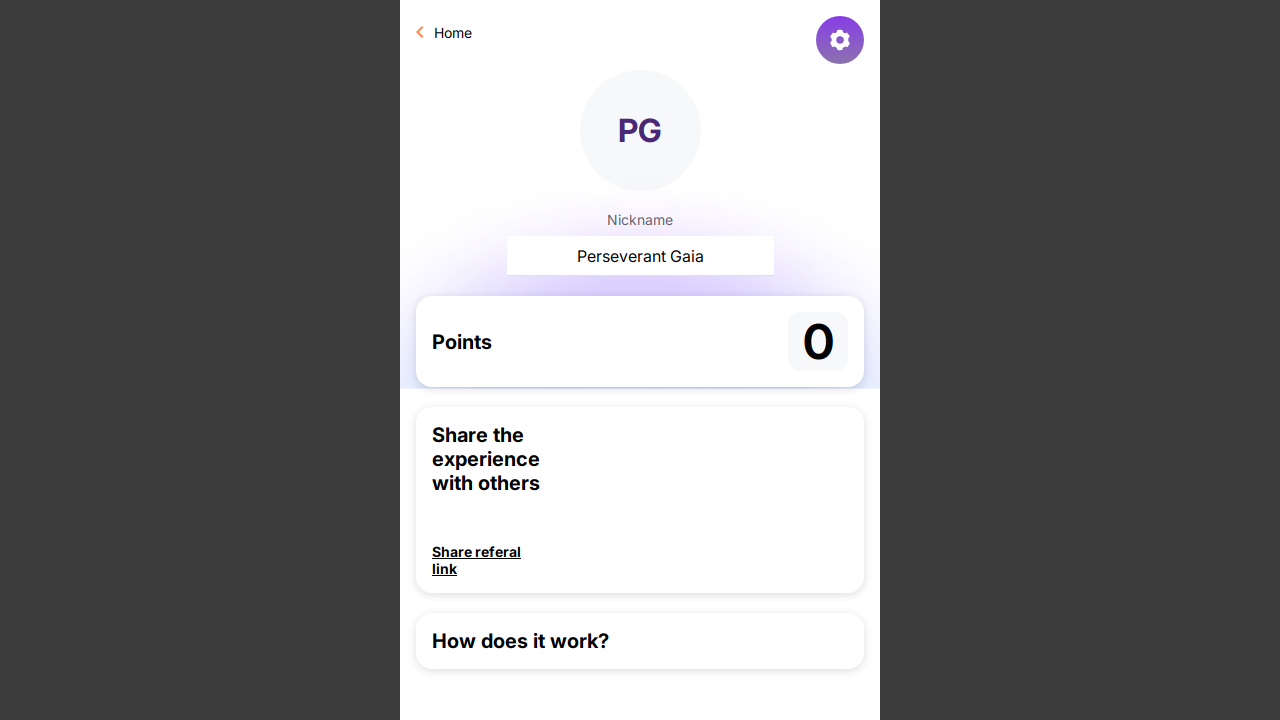 Home
PG
Nickname
Perseverant Gaia
Points
0
Share the
experience
with others
Share referal
link
How does it work?